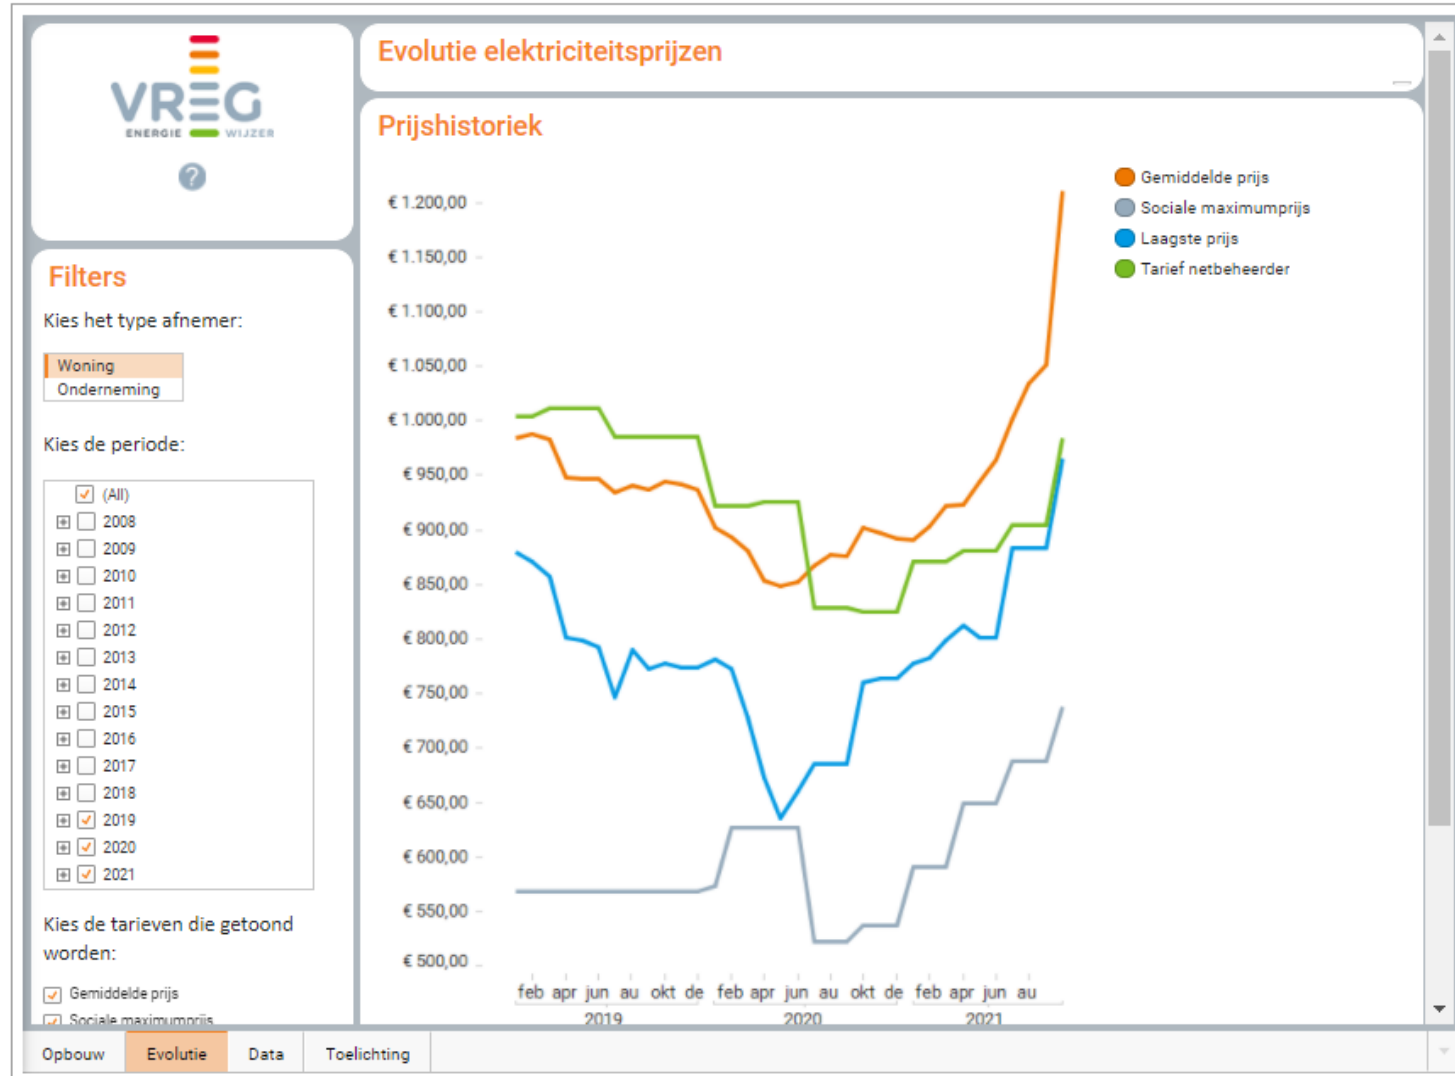 VREG
ENERGIE WIJZER
?
Filters
Kies het type afnemer:
Woning
Onderneming
Kies de periode:
(All)
2008
2009
2010
2011
2012
2013
2014
2015
2016
2017
2018
2019
2020
2021
Kies de tarieven die getoond
worden:
Gemiddelde prijs
Sociale maximumprijs
Evolutie elektriciteitsprijzen
Prijshistoriek
€ 1.200,00
€ 1.150,00
€ 1.100,00
€ 1.050,00
€ 1.000,00
€ 950,00
€ 900,00
€ 850,00
€ 800,00
€ 750,00
€ 700,00
€ 650,00
€ 600,00
€ 550,00
€ 500,00
feb apr jun au okt de feb apr jun au okt de feb apr jun au
2019 2020 2021
Gemiddelde prijs
Sociale maximumprijs
Laagste prijs
Tarief netbeheerder
Opbouw Evolutie Data Toelichting